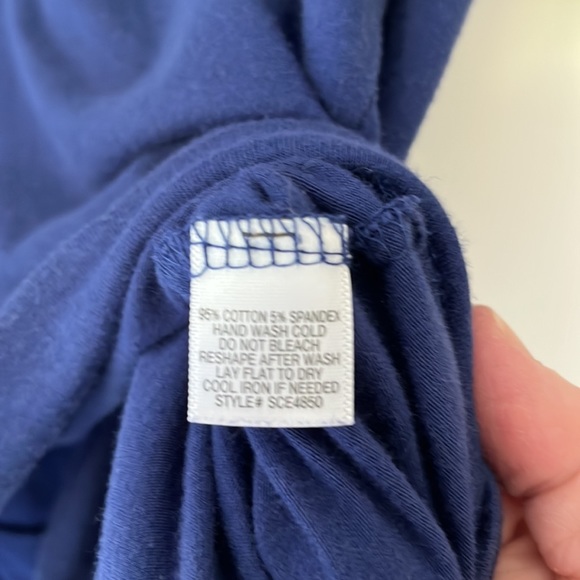 95% COTTON 5% SPANDEX
HAND WASH COLD
DO NOT BLEACH
RESHAPE AFTER WASH
LAY FLAT TO DRY
COOL IRON IF NEEDED
STYLE# SCE4850